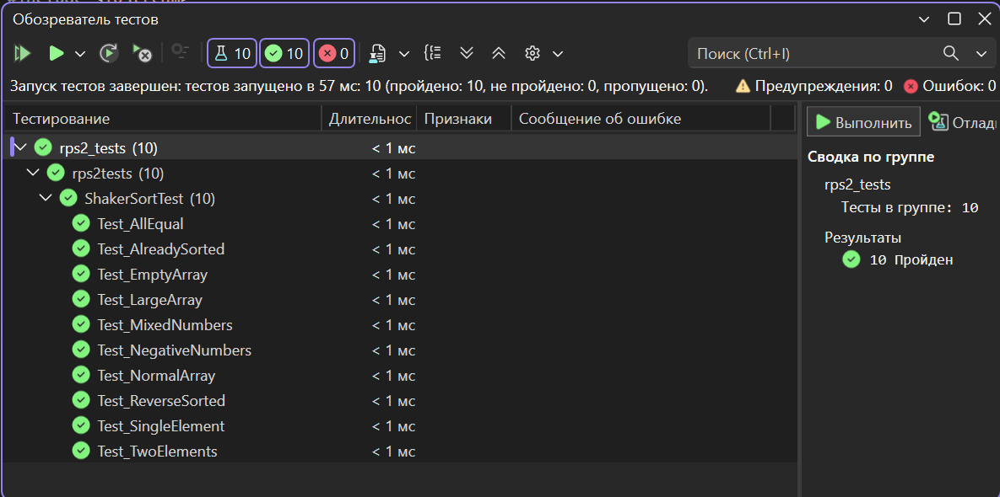 Обозреватель тестов
10 10 0
Поиск (Ctrl+I)
Запуск тестов завершен: тестов запущено в 57 мс: 10 (пройдено: 10, не пройдено: 0, пропущено: 0). Предупреждения: 0 Ошибок: 0
Тестирование Длительнос Признаки Сообщение об ошибке
rps2_tests (10) < 1 мс
rps2tests (10) < 1 мс
ShakerSortTest (10) < 1 мс
Test_AllEqual < 1 мс
Test_AlreadySorted < 1 мс
Test_EmptyArray < 1 мс
Test_LargeArray < 1 мс
Test_MixedNumbers < 1 мс
Test_NegativeNumbers < 1 мс
Test_NormalArray < 1 мс
Test_ReverseSorted < 1 мс
Test_SingleElement < 1 мс
Test_TwoElements < 1 мс
Выполнить Отлад
Сводка по группе
rps2_tests
Тесты в группе: 10
Результаты
10 Пройден